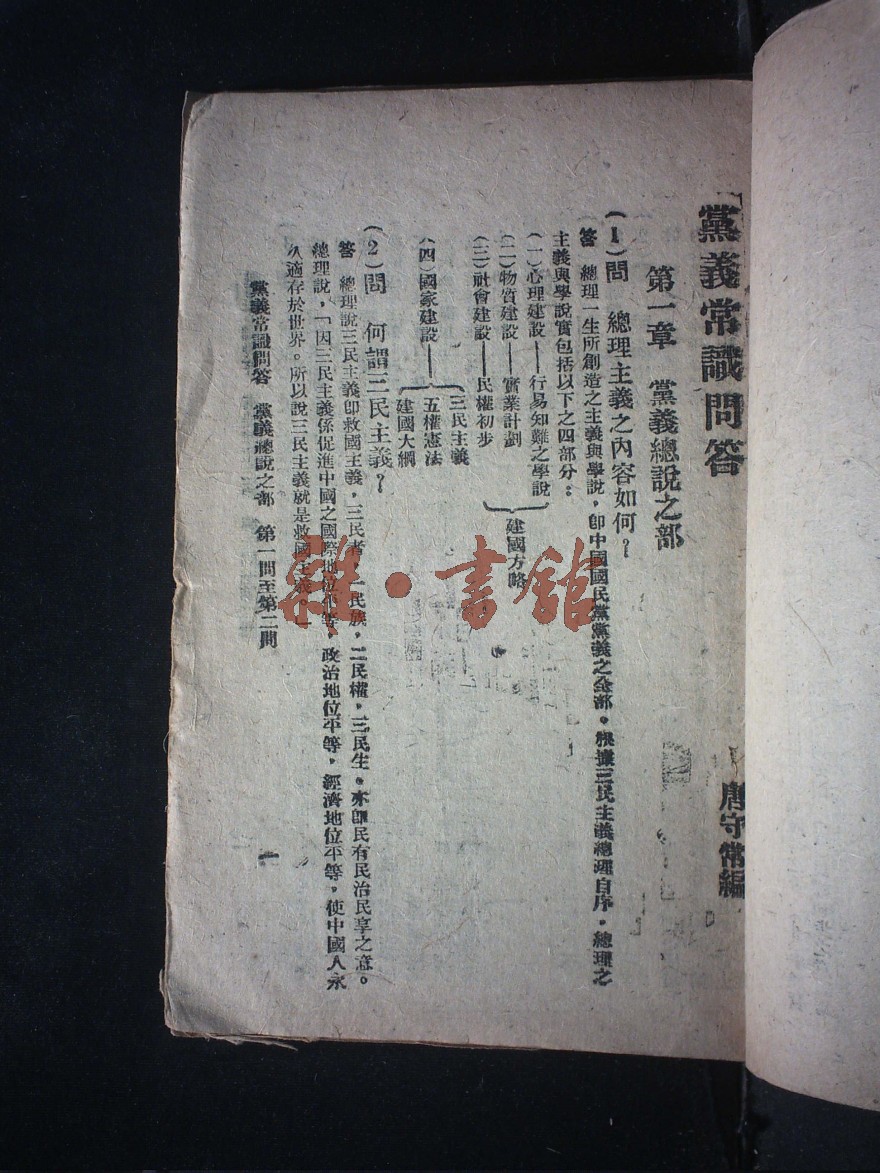 黨義常識問答
唐守常編
第一章　黨義總說之部
(1)問　總理主義之內容如何？
答　總理一生所創造之主義與學說，卽中國國民黨黨義之全部。根據三民主義總理自序，總理之
主義與學說實包括以下之四部分：
(一)心理建設——行易知難之學說
(二)物質建設——實業計劃
(三)社會建設——民權初步
建國方略
(四)國家建設——
三民主義
五權憲法
建國大綱
(2)問　何謂三民主義？
答　總理說三民主義卽救國主義，三民者，一民族，二民權，三民生。亦卽民有民治民享之意。
總理說，「因三民主義係促進中國之國際地位平等，政治地位平等，經濟地位平等，使中國人永
久適存於世界。所以說三民主義就是救國主義」
黨義常識問答　黨義總說之部　第一問至第二問
一
雜·書館